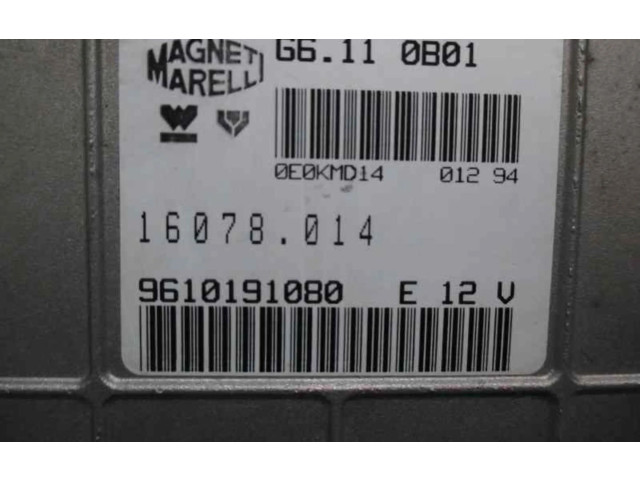 MAGNETI MARELLI
G6.11 0B01
0E0KMD14 012 94
16078.014
9610191080 E 12 V